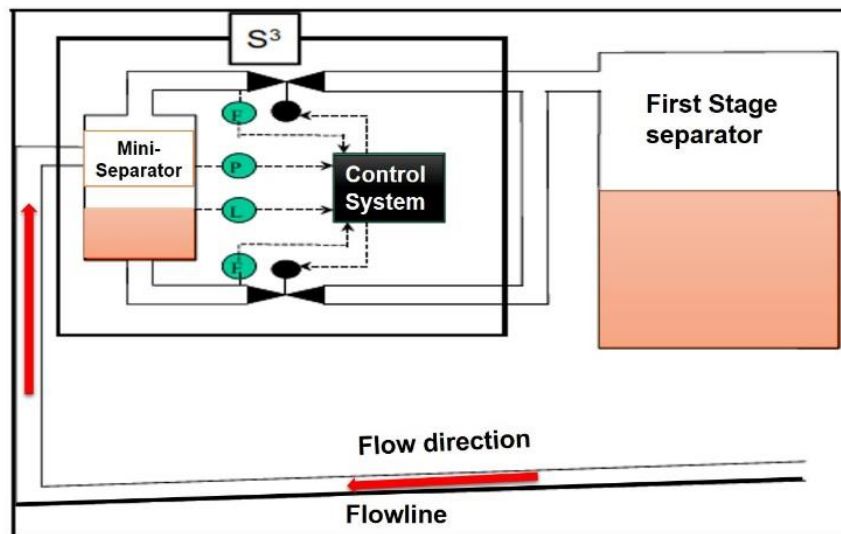 S³
F
Mini-
Separator
P
L
F
Control
System
First Stage
separator
Flow direction
Flowline